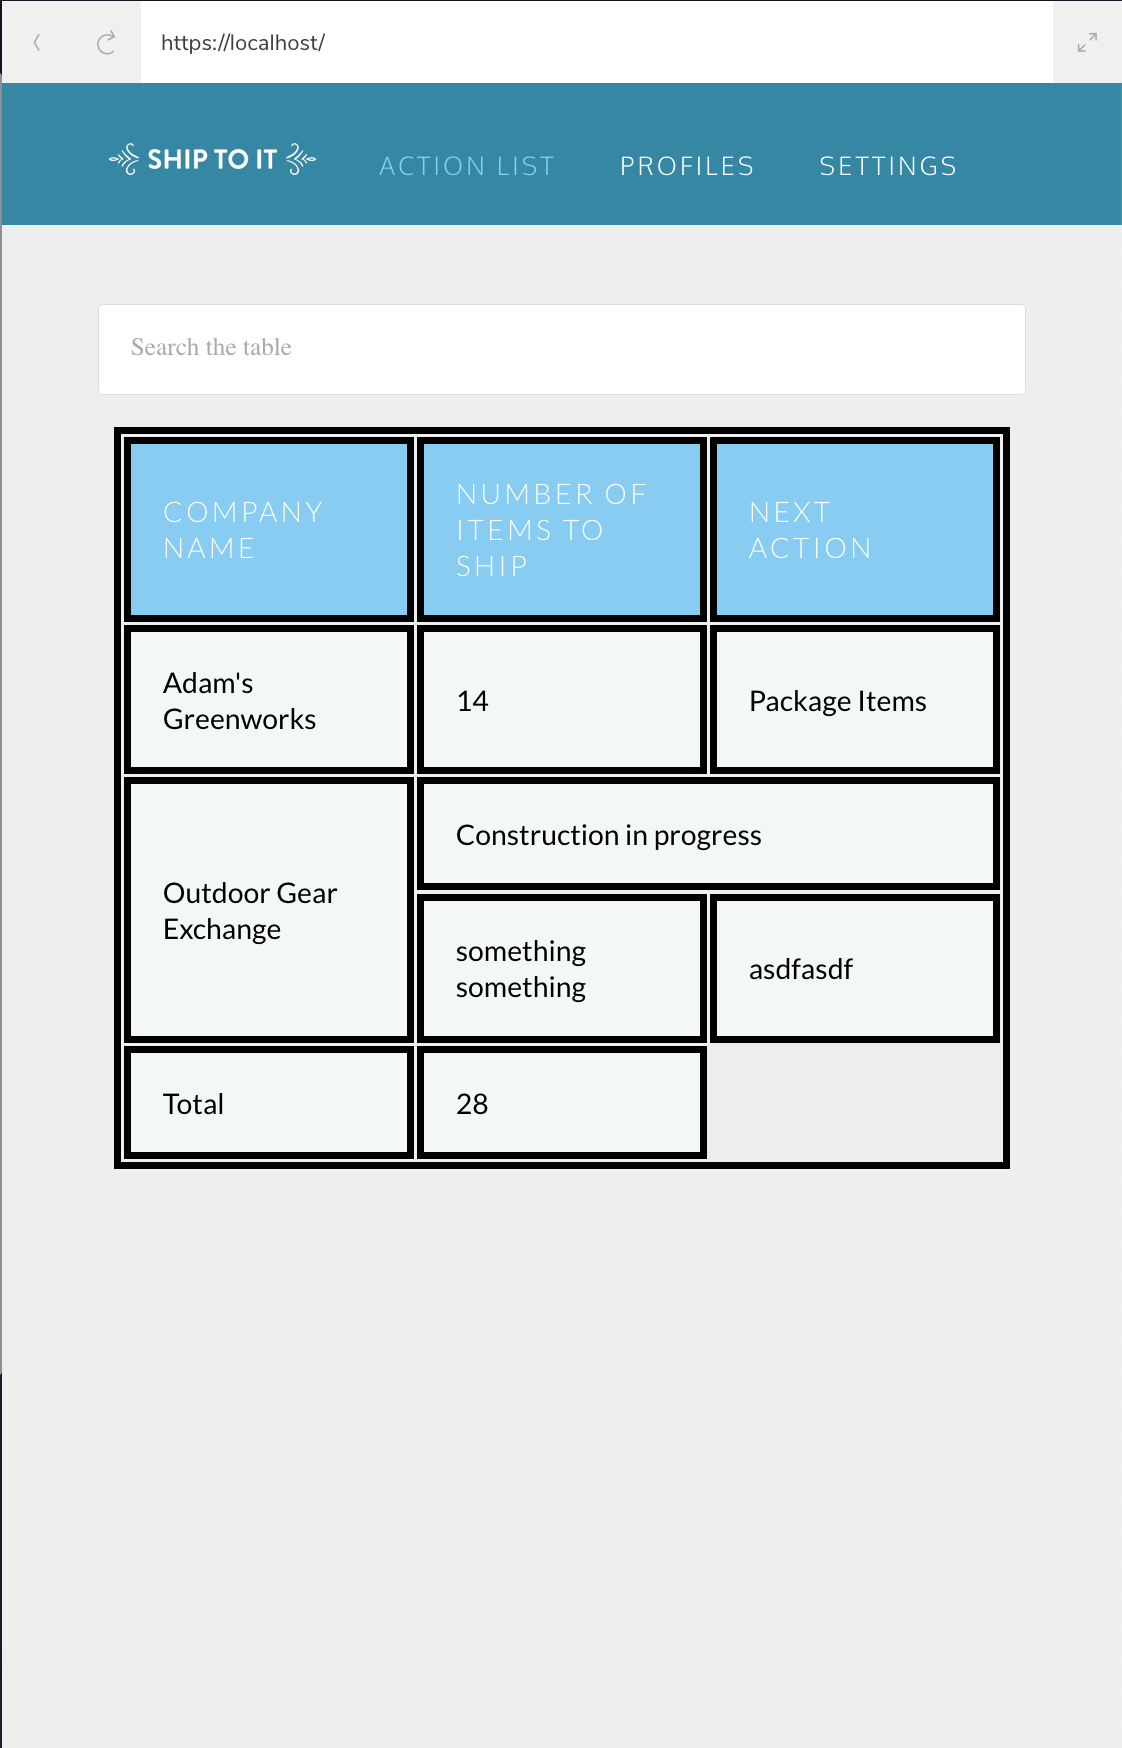 https://localhost/
SHIP TO IT
ACTION LIST
PROFILES
SETTINGS
Search the table
COMPANY
NAME
NUMBER OF
ITEMS TO
SHIP
NEXT
ACTION
Adam's
Greenworks
14
Package Items
Outdoor Gear
Exchange
Construction in progress
something
something
asdfasdf
Total
28